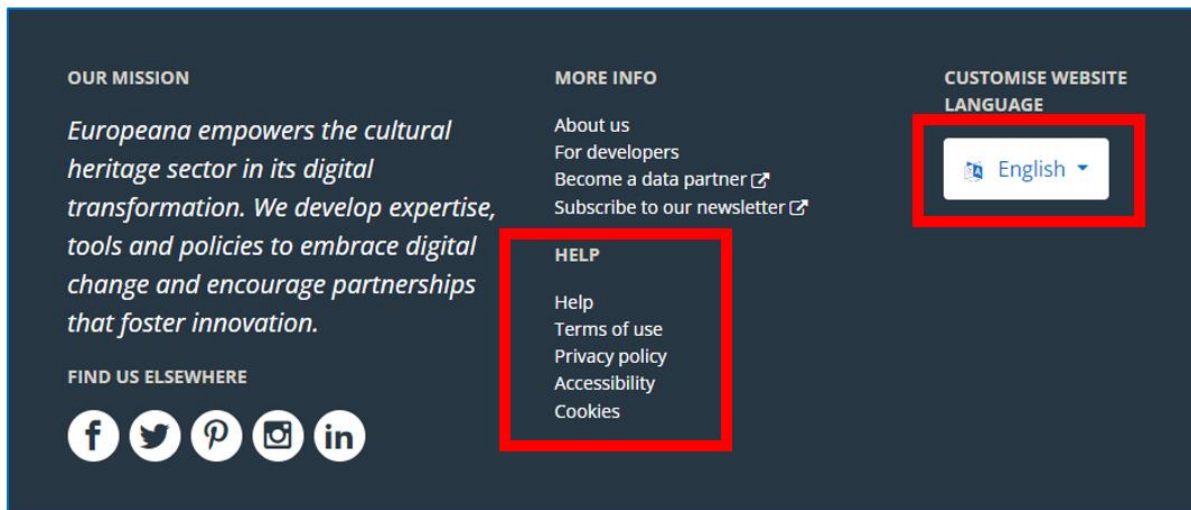 OUR MISSION
Europeana empowers the cultural
heritage sector in its digital
transformation. We develop expertise,
tools and policies to embrace digital
change and encourage partnerships
that foster innovation.
FIND US ELSEWHERE
MORE INFO
About us
For developers
Become a data partner
Subscribe to our newsletter
HELP
Help
Terms of use
Privacy policy
Accessibility
Cookies
CUSTOMISE WEBSITE
LANGUAGE
English